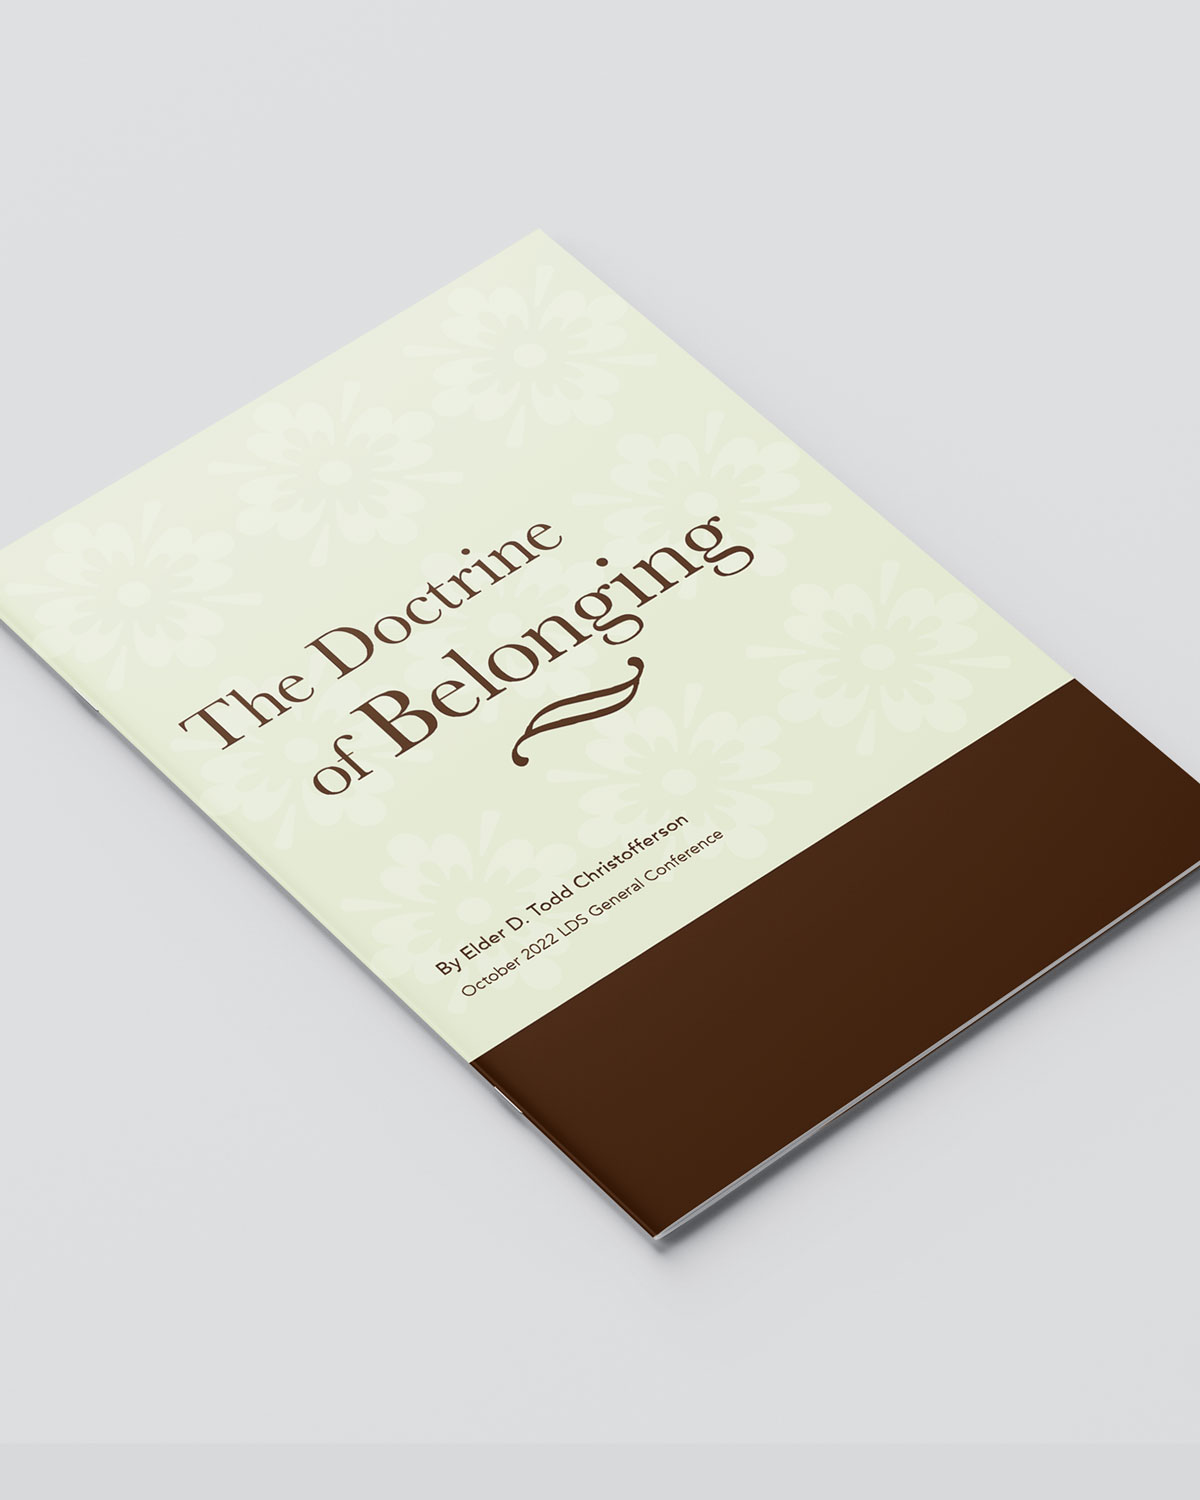 The Doctrine
of Belonging
By Elder D. Todd Christofferson
October 2022 LDS General Conference